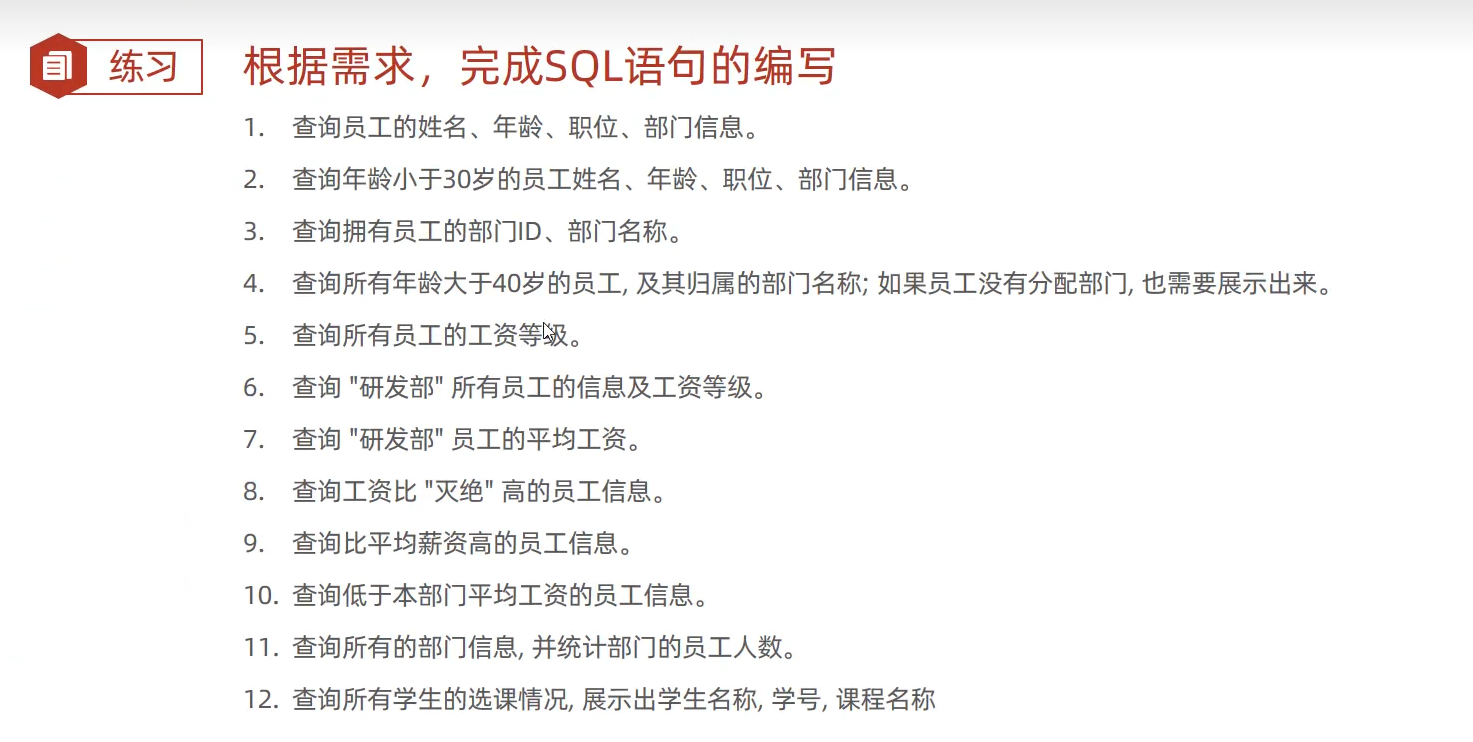 练习
根据需求，完成SQL语句的编写
1. 查询员工的姓名、年龄、职位、部门信息。
2. 查询年龄小于30岁的员工姓名、年龄、职位、部门信息。
3. 查询拥有员工的部门ID、部门名称。
4. 查询所有年龄大于40岁的员工, 及其归属的部门名称; 如果员工没有分配部门, 也需要展示出来。
5. 查询所有员工的工资等级。
6. 查询 "研发部" 所有员工的信息及工资等级。
7. 查询 "研发部" 员工的平均工资。
8. 查询工资比 "灭绝" 高的员工信息。
9. 查询比平均薪资高的员工信息。
10. 查询低于本部门平均工资的员工信息。
11. 查询所有的部门信息, 并统计部门的员工人数。
12. 查询所有学生的选课情况, 展示出学生名称, 学号, 课程名称